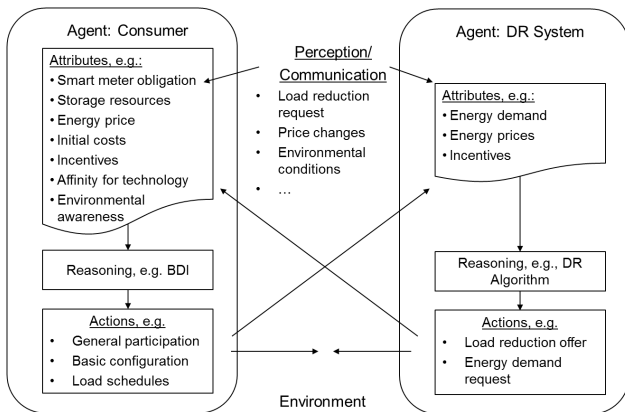 Agent: Consumer
Attributes, e.g.:
• Smart meter obligation
• Storage resources
• Energy price
• Initial costs
• Incentives
• Affinity for technology
• Environmental
awareness
Reasoning, e.g. BDI
Actions, e.g.
• General participation
• Basic configuration
• Load schedules
Perception/
Communication
• Load reduction
request
• Price changes
• Environmental
conditions
• …
Environment
Agent: DR System
Attributes, e.g.:
• Energy demand
• Energy prices
• Incentives
Reasoning, e.g., DR
Algorithm
Actions, e.g.
• Load reduction offer
• Energy demand
request